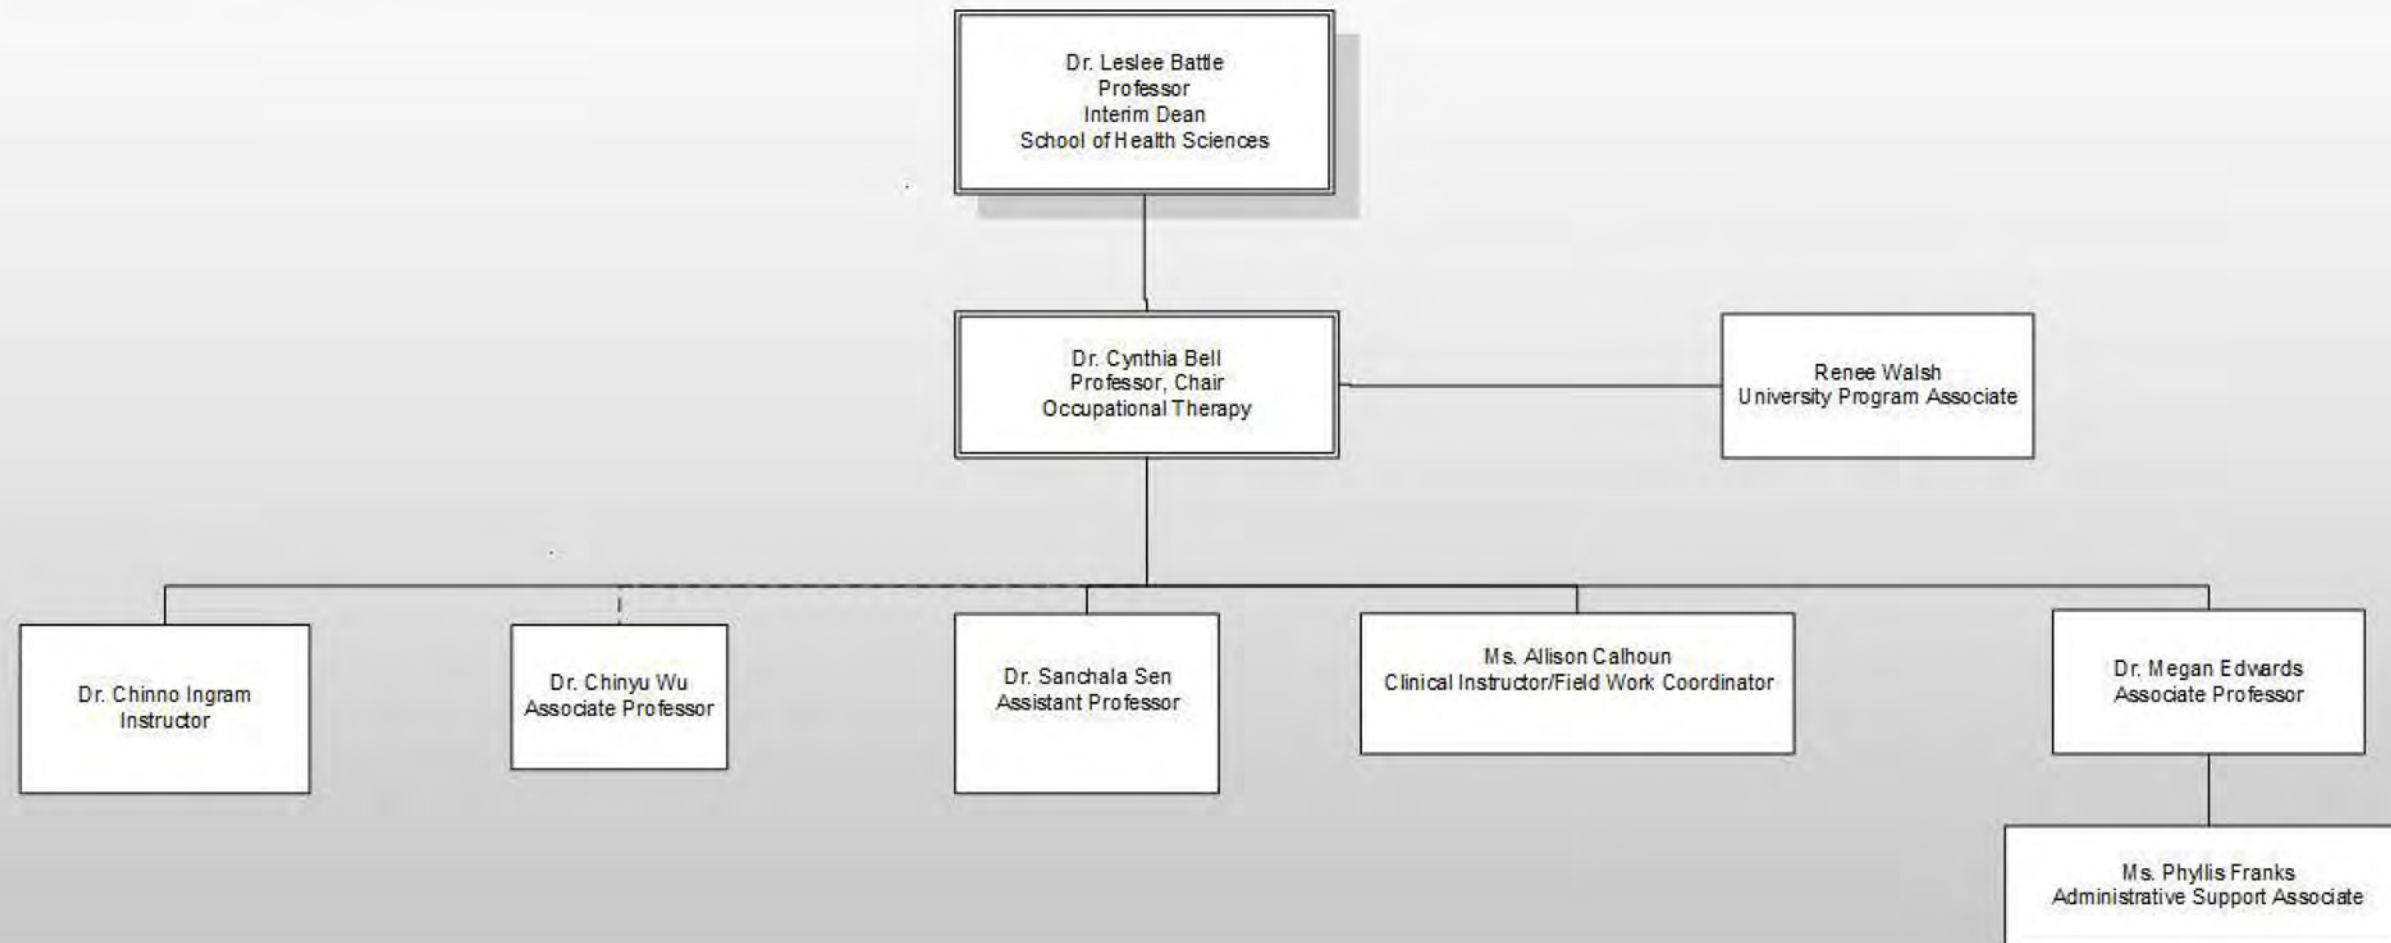 Dr. Leslee Battle
Professor
Interim Dean
School of Health Sciences
Dr. Cynthia Bell
Professor, Chair
Occupational Therapy
Renee Walsh
University Program Associate
Dr. Chinno Ingram
Instructor
Dr. Chinyu Wu
Associate Professor
Dr. Sanchala Sen
Assistant Professor
Ms. Allison Calhoun
Clinical Instructor/Field Work Coordinator
Dr. Megan Edwards
Associate Professor
Ms. Phyllis Franks
Administrative Support Associate